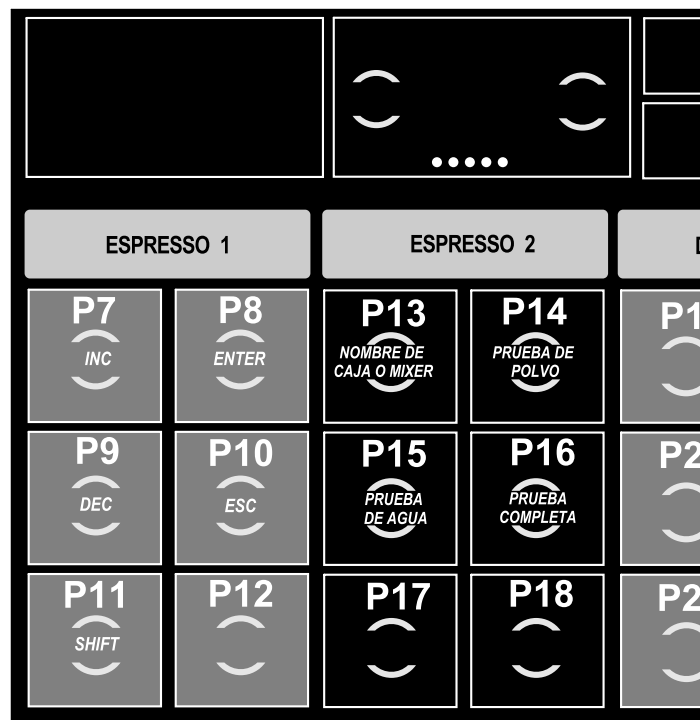 ESPRESSO 1
ESPRESSO 2
P7
INC
P8
ENTER
P13
NOMBRE DE
CAJA O MIXER
P14
PRUEBA DE
POLVO
P9
DEC
P10
ESC
P15
PRUEBA
DE AGUA
P16
PRUEBA
COMPLETA
P11
SHIFT
P12
P17
P18